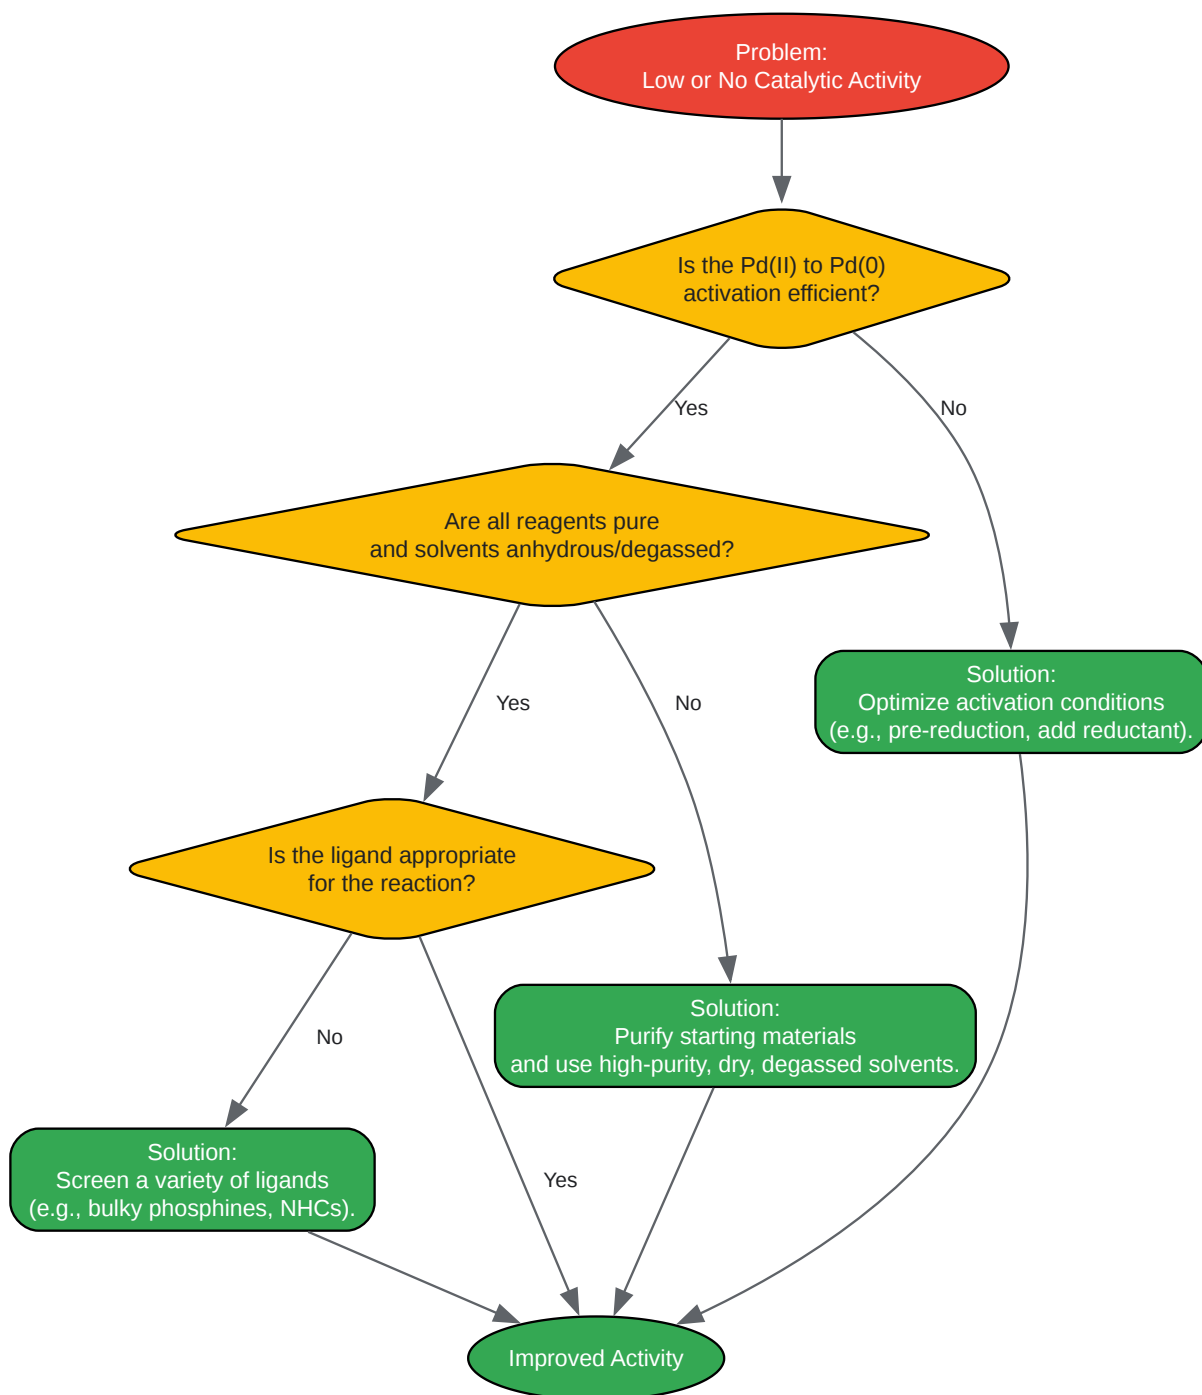 Problem:
Low or No Catalytic Activity
Is the Pd(II) to Pd(0)
activation efficient?
Yes
No
Are all reagents pure
and solvents anhydrous/degassed?
Yes
No
Solution:
Optimize activation conditions
(e.g., pre-reduction, add reductant).
Is the ligand appropriate
for the reaction?
No
Yes
Solution:
Purify starting materials
and use high-purity, dry, degassed solvents.
Solution:
Screen a variety of ligands
(e.g., bulky phosphines, NHCs).
Improved Activity